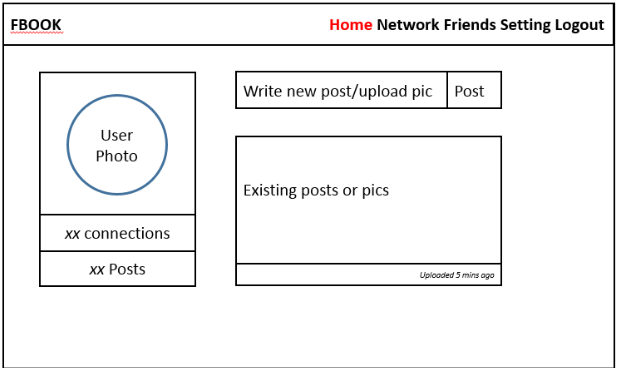 FBOOK
Home Network Friends Setting Logout
User
Photo
xx connections
xx Posts
Write new post/upload pic
Post
Existing posts or pics
Uploaded 5 mins ago